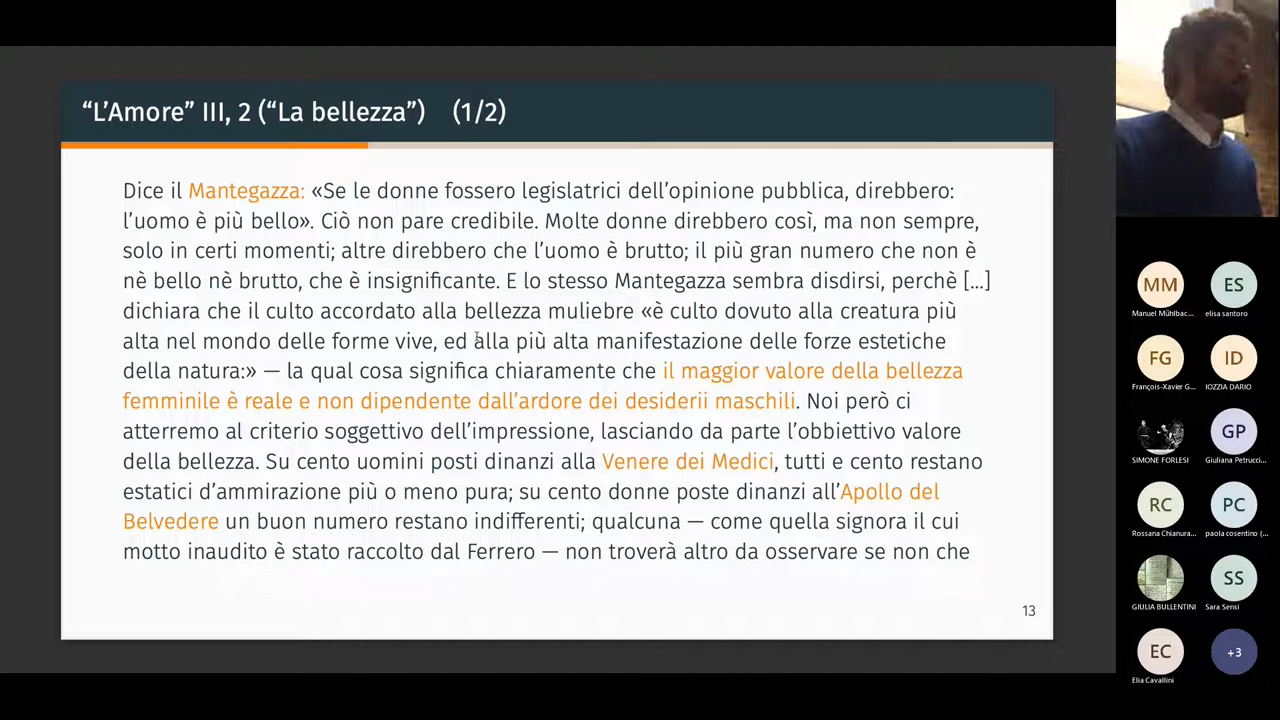 “L’Amore” III, 2 (“La bellezza”) (1/2)
Dice il Mantegazza: «Se le donne fossero legislatrici dell’opinione pubblica, direbbero:
l’uomo è più bello». Ciò non pare credibile. Molte donne direbbero così, ma non sempre,
solo in certi momenti; altre direbbero che l’uomo è brutto; il più gran numero che non è
nè bello nè brutto, che è insignificante. E lo stesso Mantegazza sembra disdirsi, perchè [...]
dichiara che il culto accordato alla bellezza muliebre «è culto dovuto alla creatura più
alta nel mondo delle forme vive, ed alla più alta manifestazione delle forze estetiche
della natura:» — la qual cosa significa chiaramente che il maggior valore della bellezza
femminile è reale e non dipendente dall’ardore dei desiderii maschili. Noi però ci
atterremo al criterio soggettivo dell’impressione, lasciando da parte l’obbiettivo valore
della bellezza. Su cento uomini posti dinanzi alla Venere dei Medici, tutti e cento restano
estatici d’ammirazione più o meno pura; su cento donne poste dinanzi all’Apollo del
Belvedere un buon numero restano indifferenti; qualcuna — come quella signora il cui
motto inaudito è stato raccolto dal Ferrero — non troverà altro da osservare se non che
13
MM
Manuel Mühlbac...
ES
elisa santoro
FG
François-Xavier G...
ID
IOZZIA DARIO
SIMONE FORLESI
GP
Giuliana Petrucci...
RC
Rossana Chianura...
PC
paola cosentino (...
GIULIA BULLENTINI
SS
Sara Sensi
EC
Elia Cavallini
+3